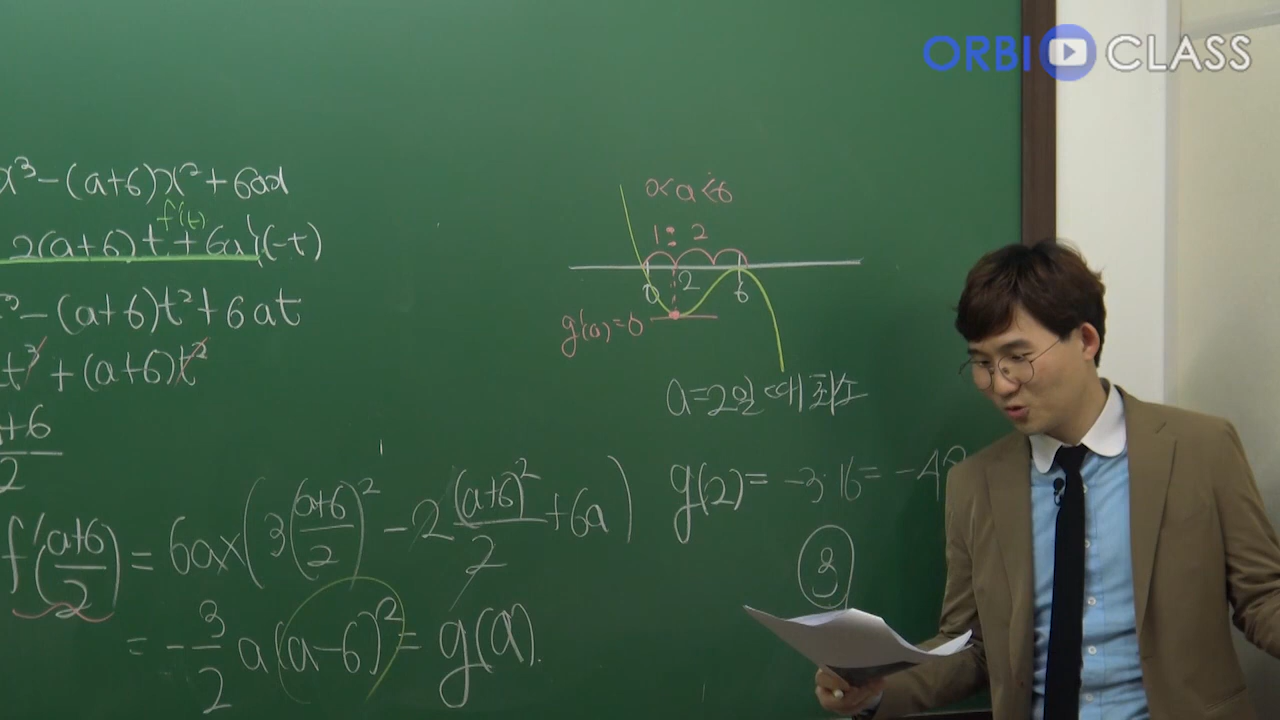 ORBI CLASS
x³-(a+6)x²+6ax
f'(t)
2(a+6)t+6a)(-t)
-(a+6)t²+6at
t³+(a+6)t²
+6
2
f'((a+6)/2)=6a×(3((a+6)/2)²-2(a+6)²/2+6a)
=-3/2a(a-6)²=g(a).
0<a<6
1:2
0 2 6
g'(a)=0
a=2일 때 최소
g(2)=-3·16=-48
③